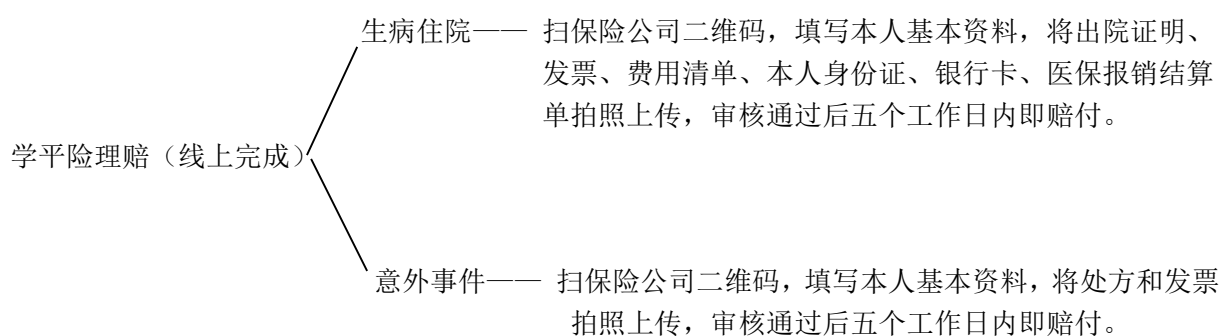 生病住院—— 扫保险公司二维码，填写本人基本资料，将出院证明、
发票、费用清单、本人身份证、银行卡、医保报销结算
单拍照上传，审核通过后五个工作日内即赔付。
学平险理赔（线上完成）
意外事件—— 扫保险公司二维码，填写本人基本资料，将处方和发票
拍照上传，审核通过后五个工作日内即赔付。